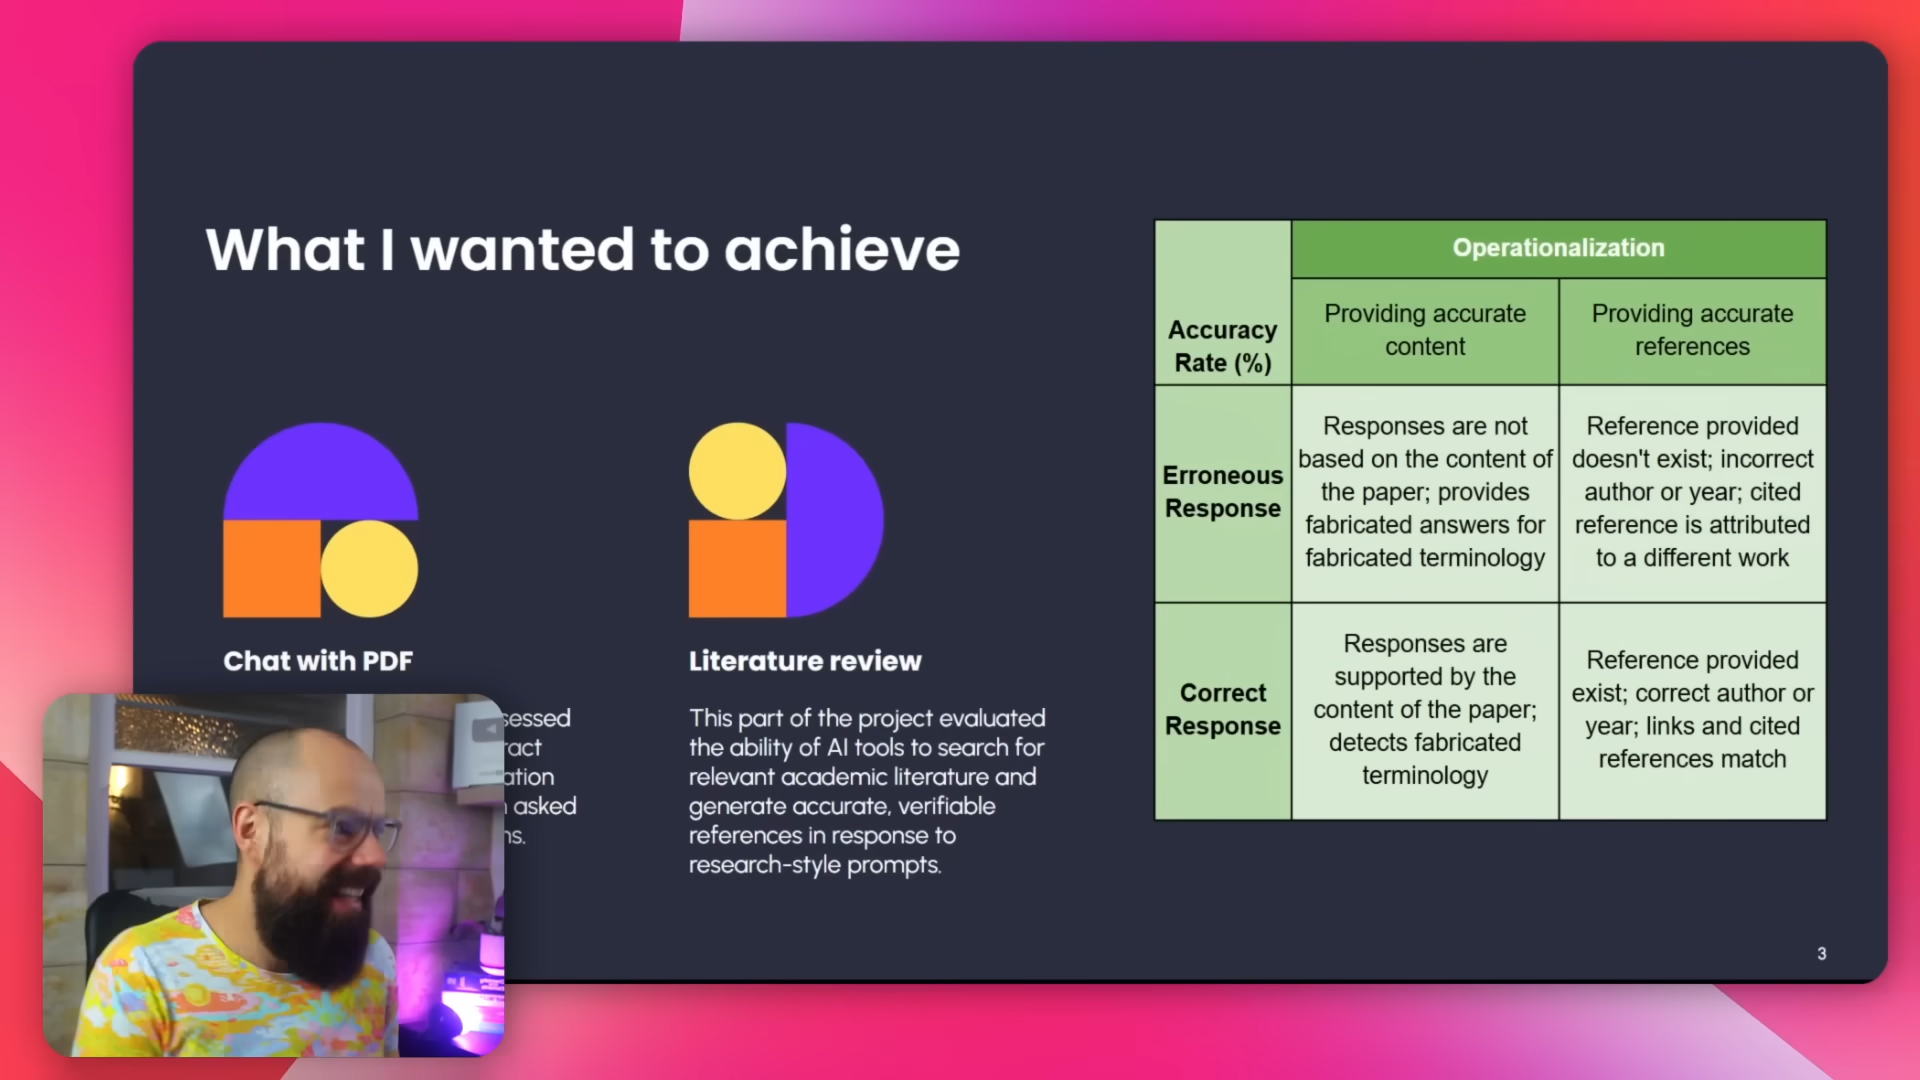 What I wanted to achieve
Chat with PDF
sessed
ract
ation
asked
ns.
Literature review
This part of the project evaluated
the ability of AI tools to search for
relevant academic literature and
generate accurate, verifiable
references in response to
research-style prompts.
Accuracy
Rate (%)
Operationalization
Providing accurate
content
Providing accurate
references
Erroneous
Response
Responses are not
based on the content of
the paper; provides
fabricated answers for
fabricated terminology
Reference provided
doesn't exist; incorrect
author or year; cited
reference is attributed
to a different work
Correct
Response
Responses are
supported by the
content of the paper;
detects fabricated
terminology
Reference provided
exist; correct author or
year; links and cited
references match
3